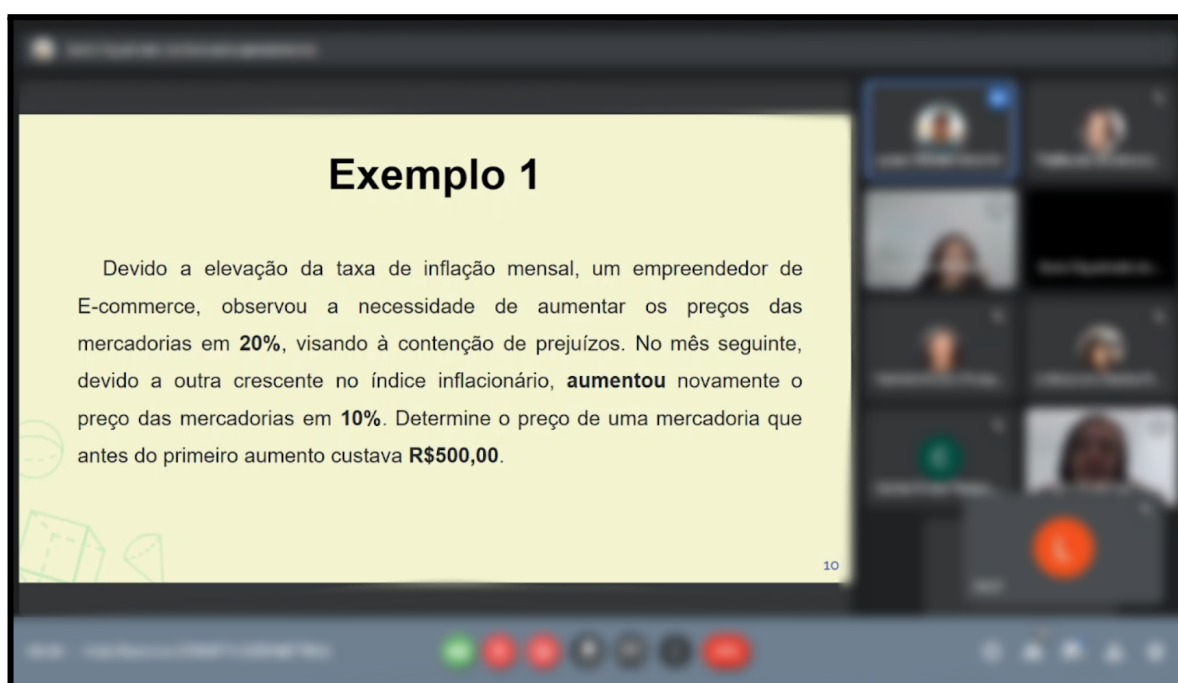 Exemplo 1
Devido a elevação da taxa de inflação mensal, um empreendedor de
E-commerce, observou a necessidade de aumentar os preços das
mercadorias em 20%, visando à contenção de prejuízos. No mês seguinte,
devido a outra crescente no índice inflacionário, aumentou novamente o
preço das mercadorias em 10%. Determine o preço de uma mercadoria que
antes do primeiro aumento custava R$500,00.
10
C
L